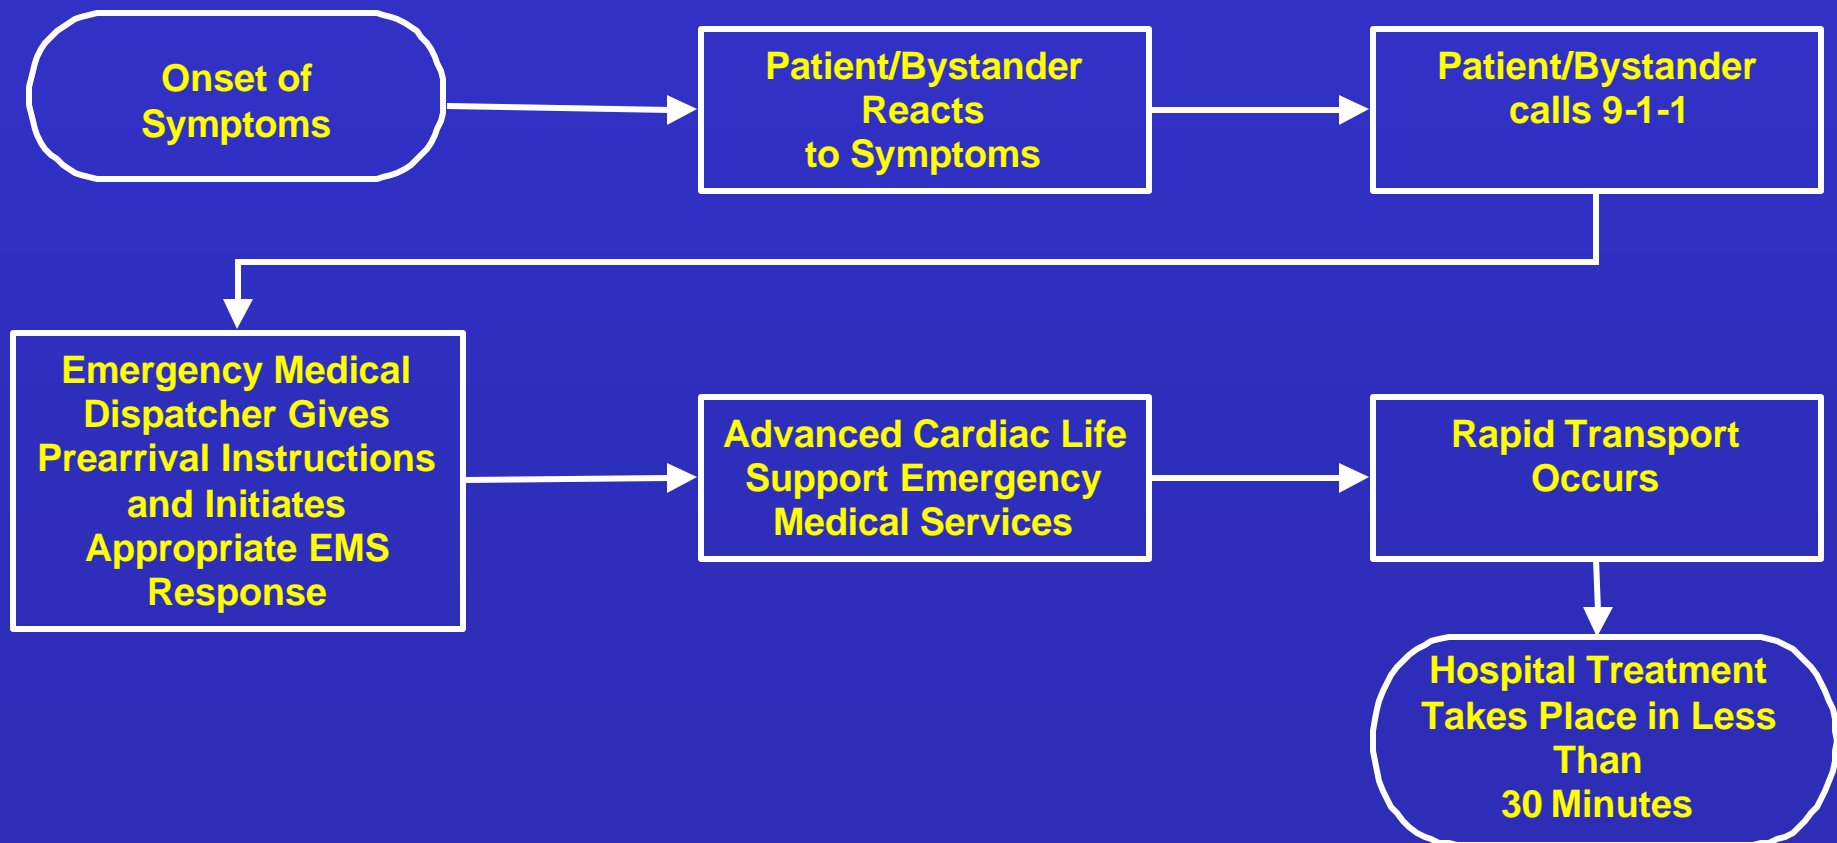 Onset of
Symptoms
Patient/Bystander
Reacts
to Symptoms
Patient/Bystander
calls 9-1-1
Emergency Medical
Dispatcher Gives
Prearrival Instructions
and Initiates
Appropriate EMS
Response
Advanced Cardiac Life
Support Emergency
Medical Services
Rapid Transport
Occurs
Hospital Treatment
Takes Place in Less
Than
30 Minutes